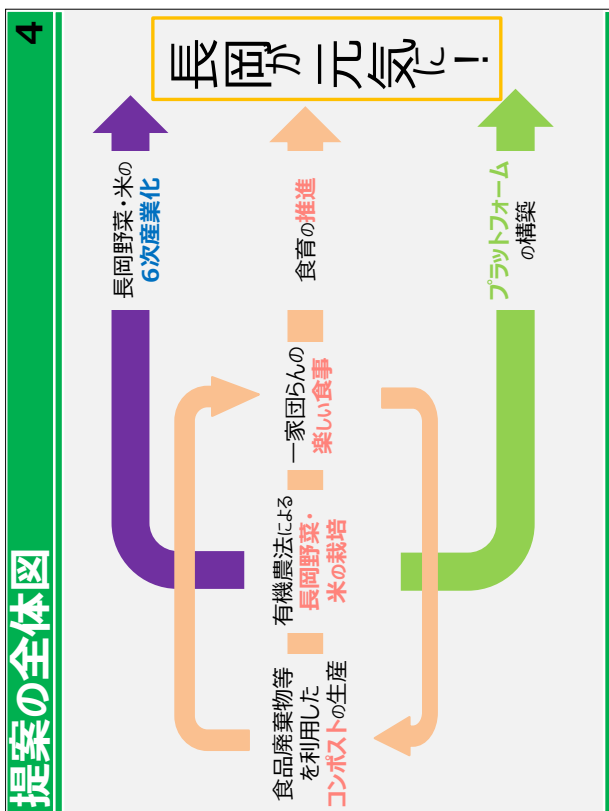 提案の全体図
4
食品廃棄物等
を利用した
コンポストの生産
有機農法による
長岡野菜・
米の栽培
一家団らんの
楽しい食事
長岡野菜・米の
6次産業化
食育の推進
プラットフォーム
の構築
長岡が元気に！